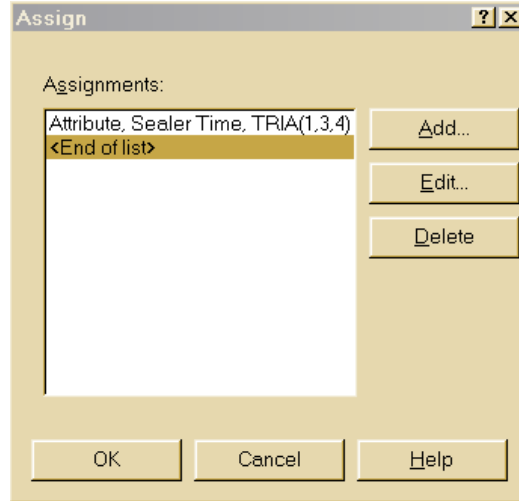 Assign ? ×
Assignments:
Attribute, Sealer Time, TRIA(1,3,4)
<End of list>
Add...
Edit...
Delete
OK Cancel Help